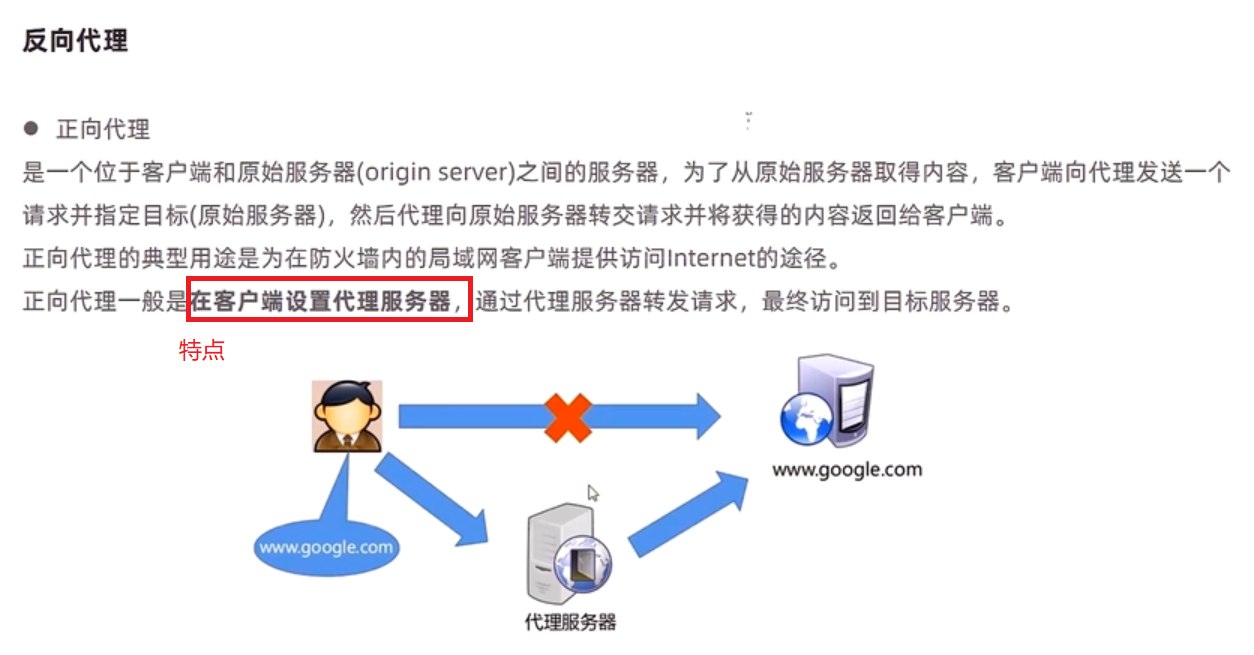 反向代理
● 正向代理
是一个位于客户端和原始服务器(origin server)之间的服务器，为了从原始服务器取得内容，客户端向代理发送一个
请求并指定目标(原始服务器)，然后代理向原始服务器转交请求并将获得的内容返回给客户端。
正向代理的典型用途是为在防火墙内的局域网客户端提供访问Internet的途径。
正向代理一般是在客户端设置代理服务器，通过代理服务器转发请求，最终访问到目标服务器。
特点
www.google.com
www.google.com
代理服务器